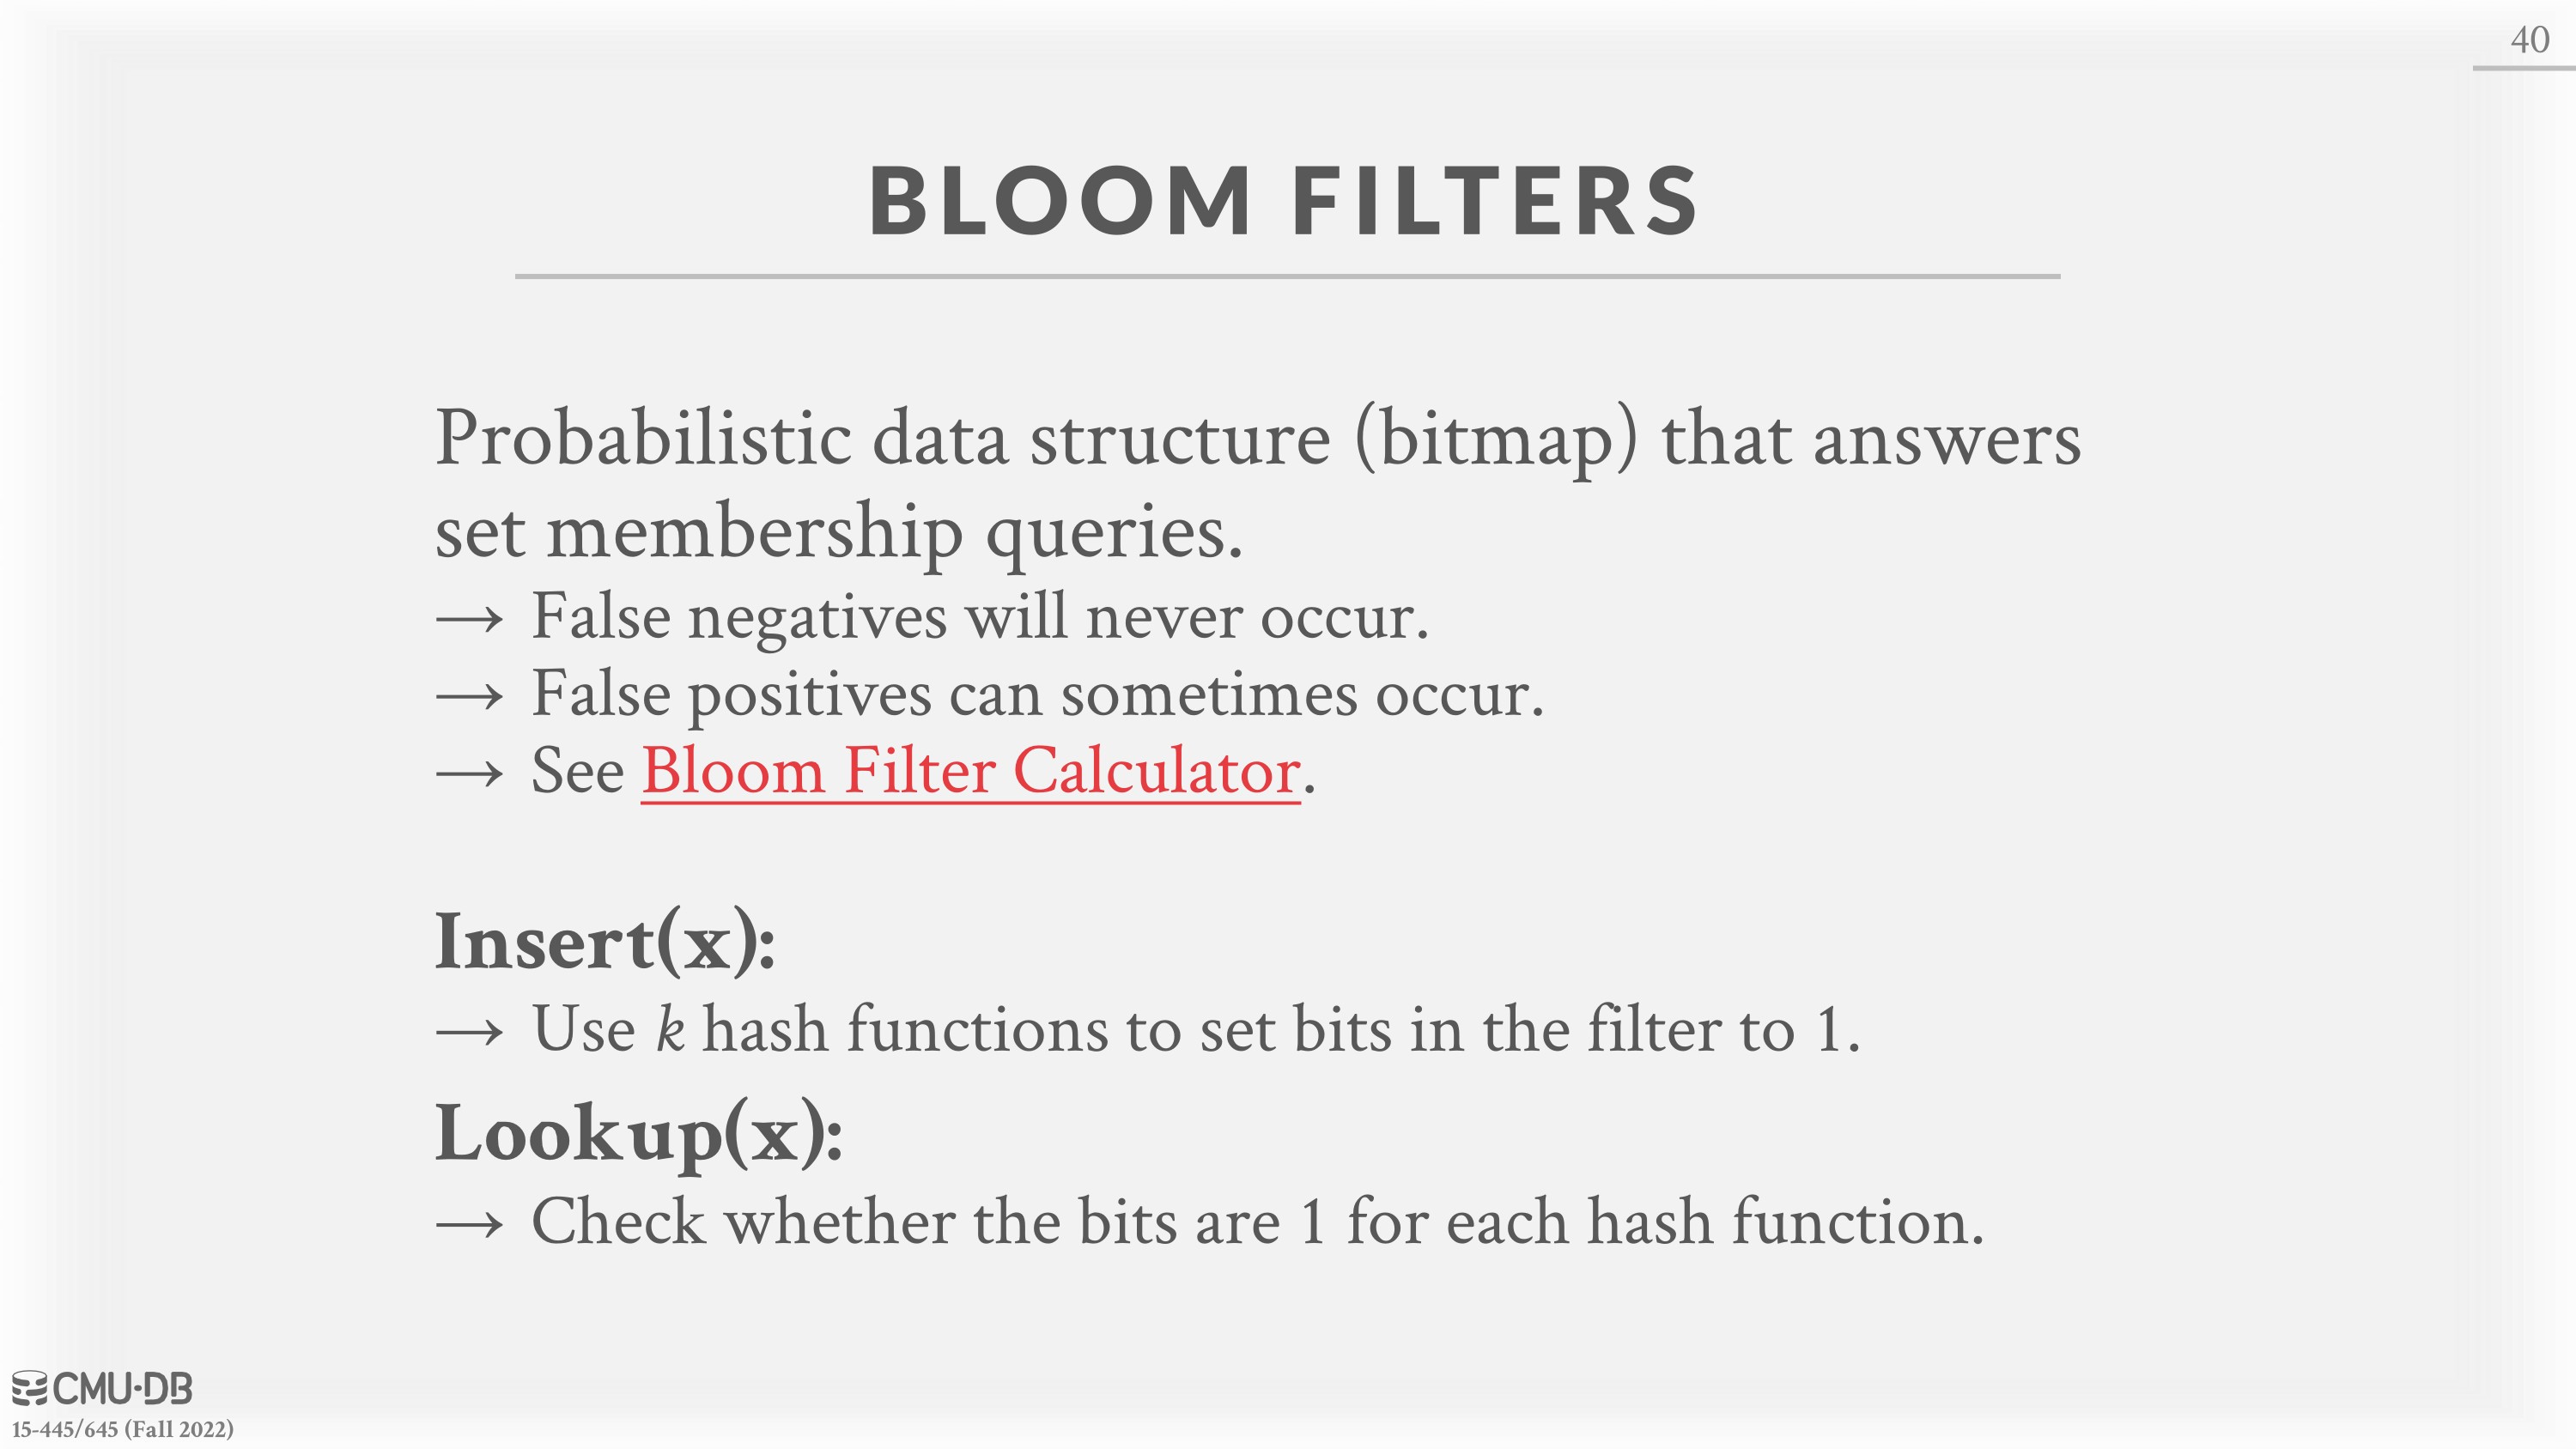 40
BLOOM FILTERS
Probabilistic data structure (bitmap) that answers
set membership queries.
→ False negatives will never occur.
→ False positives can sometimes occur.
→ See Bloom Filter Calculator.
Insert(x):
→ Use k hash functions to set bits in the filter to 1.
Lookup(x):
→ Check whether the bits are 1 for each hash function.
CMU·DB
15-445/645 (Fall 2022)